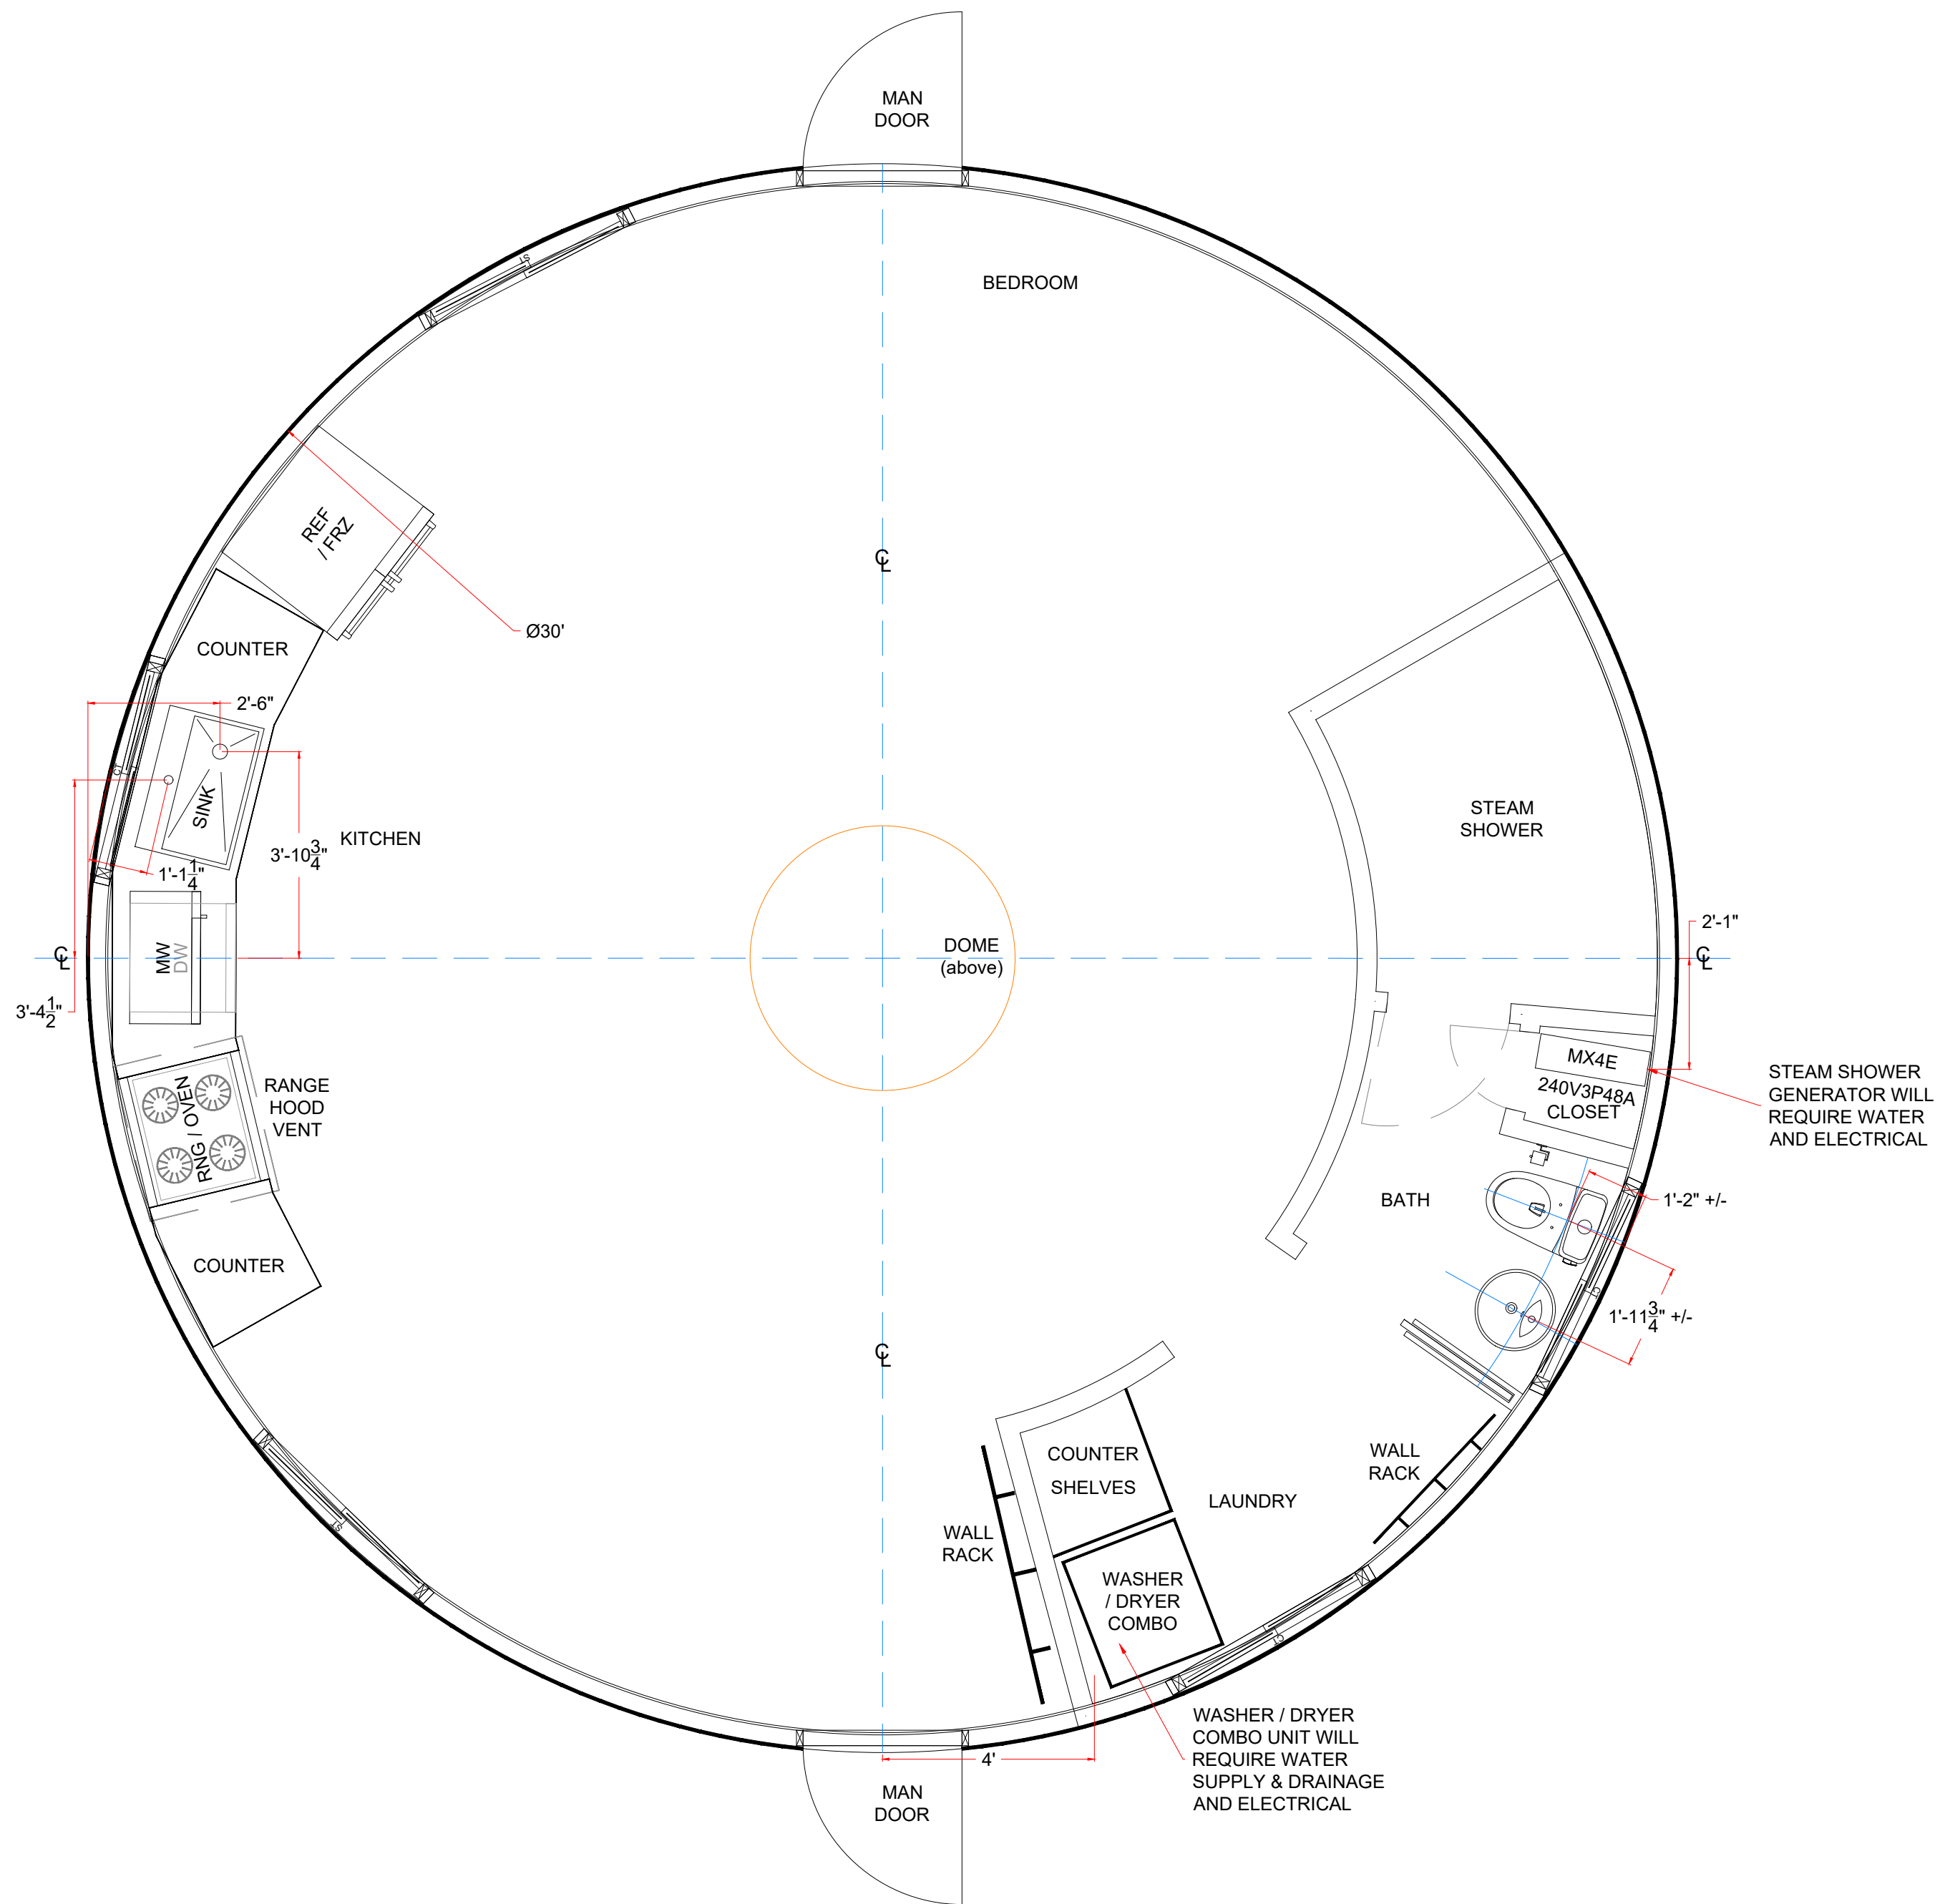 MAN
DOOR
BEDROOM
REF
/ FRZ
℄
Ø30'
COUNTER
2'-6"
SINK
KITCHEN
3'-10 3/4"
1'-1 1/4"
STEAM
SHOWER
2'-1"
℄
MW
DW
DOME
(above)
℄
3'-4 1/2"
MX4E
240V3P48A
CLOSET
STEAM SHOWER
GENERATOR WILL
REQUIRE WATER
AND ELECTRICAL
RNG / OVEN
RANGE
HOOD
VENT
BATH
1'-2" +/-
COUNTER
1'-11 3/4" +/-
℄
COUNTER
SHELVES
WALL
RACK
LAUNDRY
WALL
RACK
WASHER
/ DRYER
COMBO
WASHER / DRYER
COMBO UNIT WILL
REQUIRE WATER
SUPPLY & DRAINAGE
AND ELECTRICAL
4'
MAN
DOOR